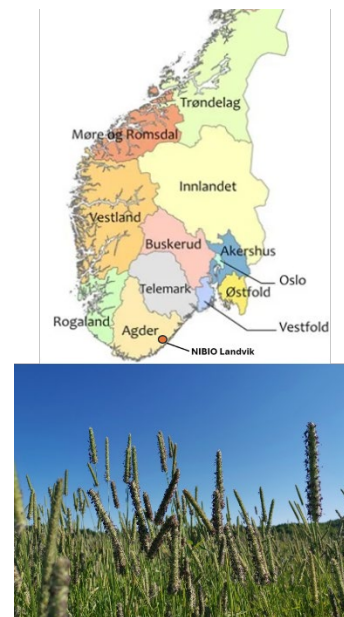 Trøndelag
Møre og Romsdal
Innlandet
Vestland
Buskerud
Akershus
Oslo
Telemark
Østfold
Rogaland
Vestfold
Agder
NIBIO Landvik